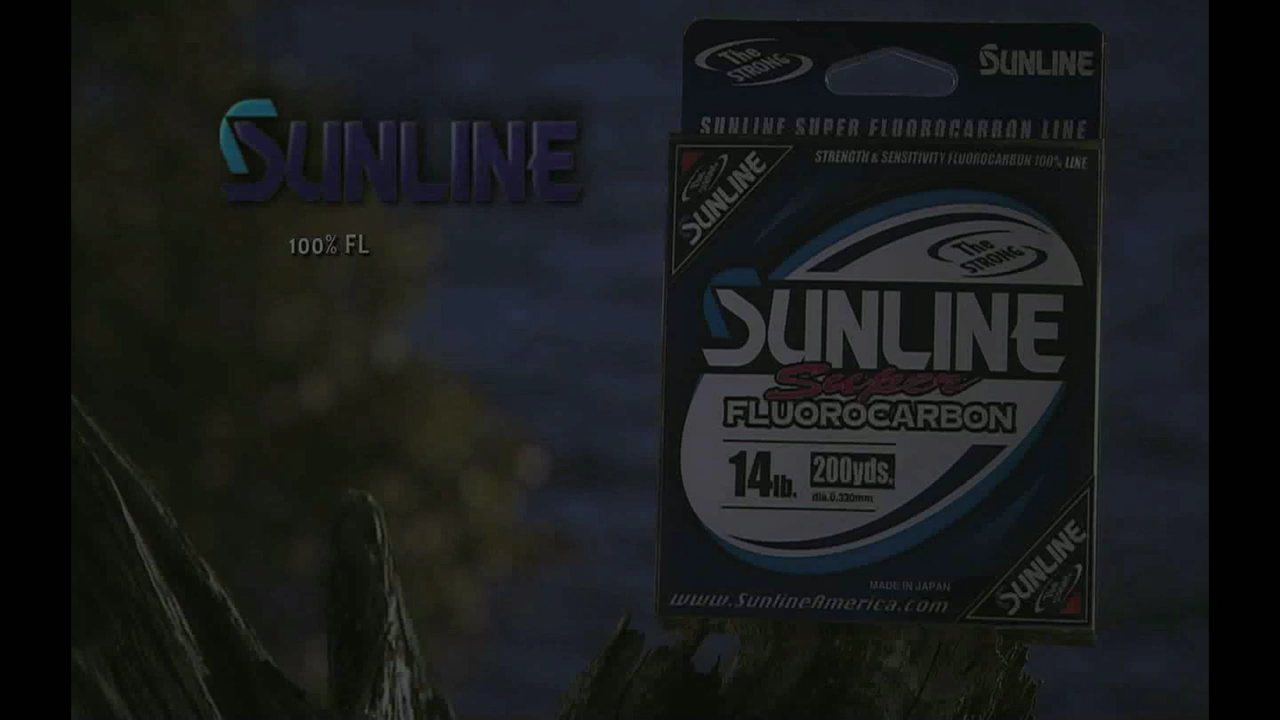 SUNLINE
100% FL
The STRONG
SUNLINE
SUNLINE SUPER FLUOROCARBON LINE
STRENGTH & SENSITIVITY FLUOROCARBON 100% LINE
SUNLINE
The STRONG
SUNLINE
Super
FLUOROCARBON
14lb. 200yds.
dia.0.330mm
MADE IN JAPAN
www.SunlineAmerica.com
SUNLINE